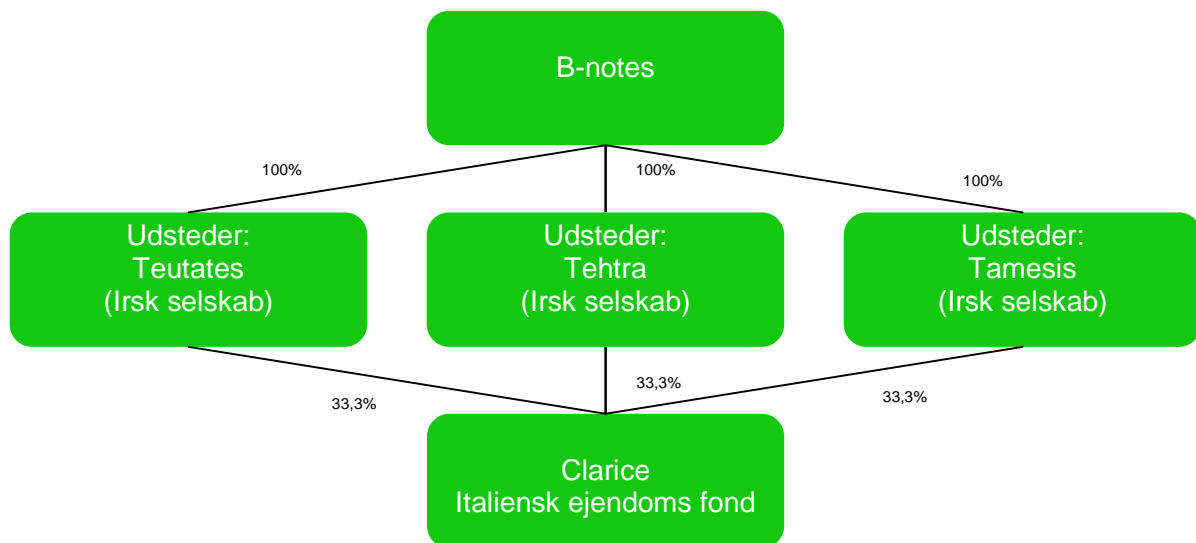 B-notes
100%
100%
100%
Udsteder:
Teutates
(Irsk selskab)
Udsteder:
Tehtra
(Irsk selskab)
Udsteder:
Tamesis
(Irsk selskab)
33,3%
33,3%
33,3%
Clarice
Italiensk ejendoms fond